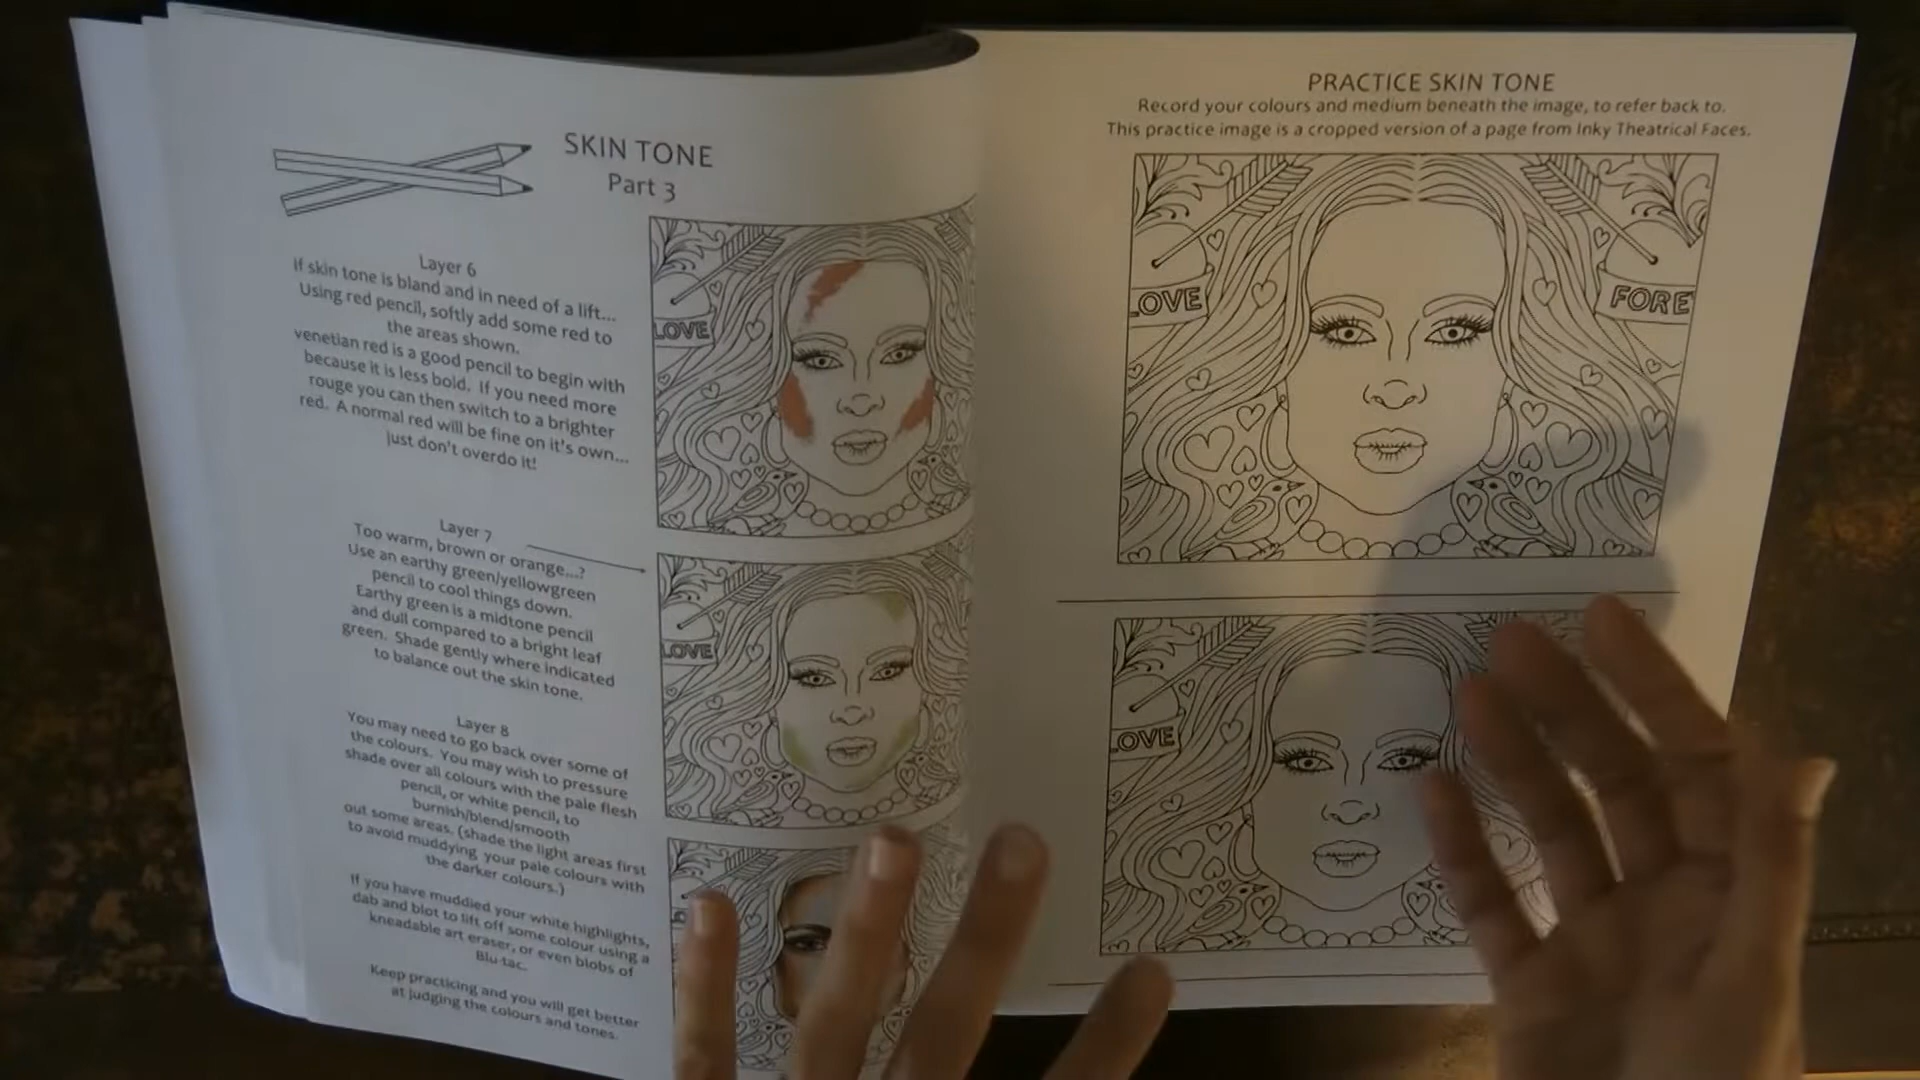 SKIN TONE
Part 3
Layer 6
If skin tone is bland and in need of a lift...
Using red pencil, softly add some red to
the areas shown.
venetian red is a good pencil to begin with
because it is less bold. If you need more
rouge you can then switch to a brighter
red. A normal red will be fine on it's own...
just don't overdo it!
Layer 7
Too warm, brown or orange...?
Use an earthy green/yellowgreen
pencil to cool things down.
Earthy green is a midtone pencil
and dull compared to a bright leaf
green. Shade gently where indicated
to balance out the skin tone.
Layer 8
You may need to go back over some of
the colours. You may wish to pressure
shade over all colours with the pale flesh
pencil, or white pencil, to
burnish/blend/smooth
out some areas. (shade the light areas first
to avoid muddying your pale colours with
the darker colours.)
If you have muddied your white highlights,
dab and blot to lift off some colour using a
kneadable art eraser, or even blobs of
Blu-tac.
Keep practicing and you will get better
at judging the colours and tones.
LOVE
LOVE
LO
PRACTICE SKIN TONE
Record your colours and medium beneath the image, to refer back to.
This practice image is a cropped version of a page from Inky Theatrical Faces.
LOVE
FORE
LOVE